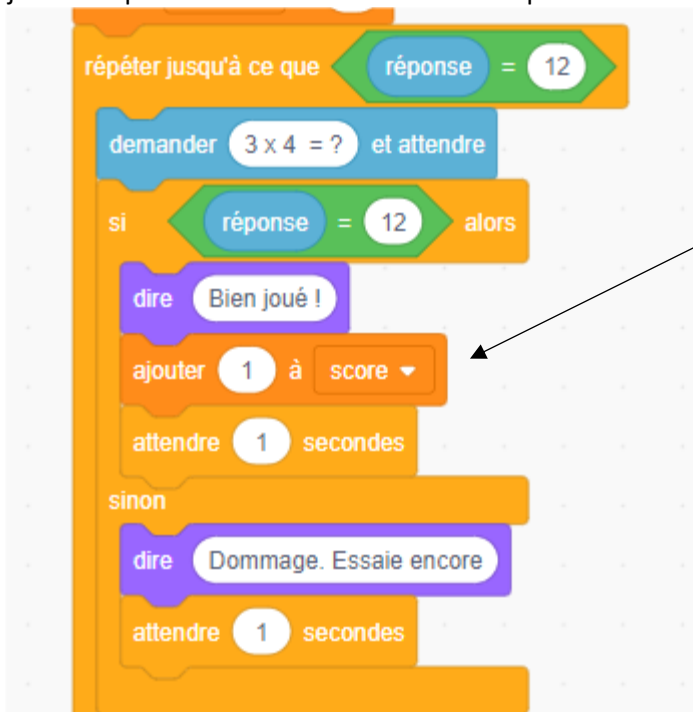 répéter jusqu'à ce que réponse = 12
demander 3 x 4 = ? et attendre
si réponse = 12 alors
dire Bien joué !
ajouter 1 à score
attendre 1 secondes
sinon
dire Dommage. Essaie encore
attendre 1 secondes